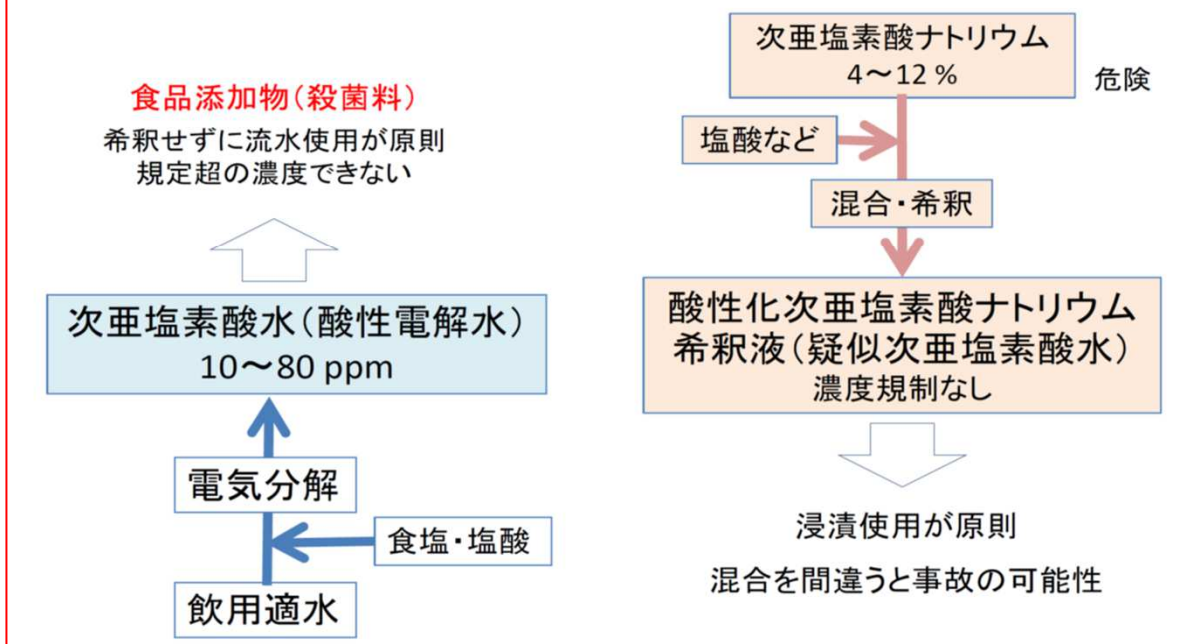 食品添加物(殺菌料)
希釈せずに流水使用が原則
規定超の濃度できない
次亜塩素酸水(酸性電解水)
10～80 ppm
電気分解
食塩・塩酸
飲用適水
次亜塩素酸ナトリウム
4～12 %
危険
塩酸など
混合・希釈
酸性化次亜塩素酸ナトリウム
希釈液(疑似次亜塩素酸水)
濃度規制なし
浸漬使用が原則
混合を間違うと事故の可能性